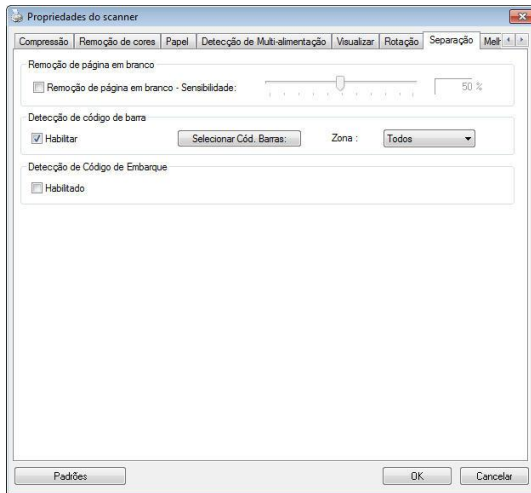 Propriedades do scanner
Compressão Remoção de cores Papel Detecção de Multi-alimentação Visualizar Rotação Separação Melh
Remoção de página em branco
Remoção de página em branco - Sensibilidade: 50 %
Detecção de código de barra
Habilitar Selecionar Cód. Barras: Zona : Todos
Detecção de Código de Embarque
Habilitado
Padrões OK Cancelar